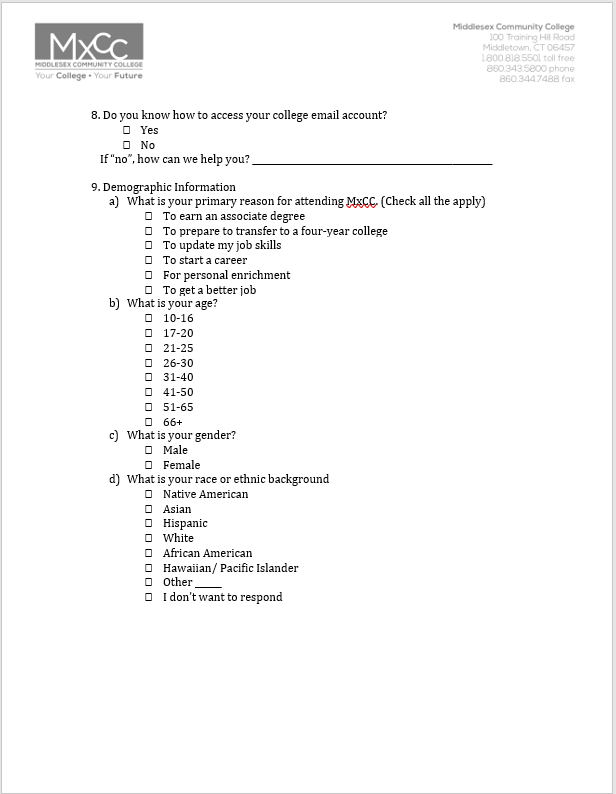 MxCC
MIDDLESEX COMMUNITY COLLEGE
Your College • Your Future
Middlesex Community College
100 Training Hill Road
Middletown, CT 06457
1.800.818.5501 toll free
860.343.5800 phone
860.344.7488 fax
8. Do you know how to access your college email account?
☐ Yes
☐ No
If "no", how can we help you? ________________________________________
9. Demographic Information
a) What is your primary reason for attending MxCC. (Check all the apply)
☐ To earn an associate degree
☐ To prepare to transfer to a four-year college
☐ To update my job skills
☐ To start a career
☐ For personal enrichment
☐ To get a better job
b) What is your age?
☐ 10-16
☐ 17-20
☐ 21-25
☐ 26-30
☐ 31-40
☐ 41-50
☐ 51-65
☐ 66+
c) What is your gender?
☐ Male
☐ Female
d) What is your race or ethnic background
☐ Native American
☐ Asian
☐ Hispanic
☐ White
☐ African American
☐ Hawaiian/ Pacific Islander
☐ Other _____
☐ I don't want to respond